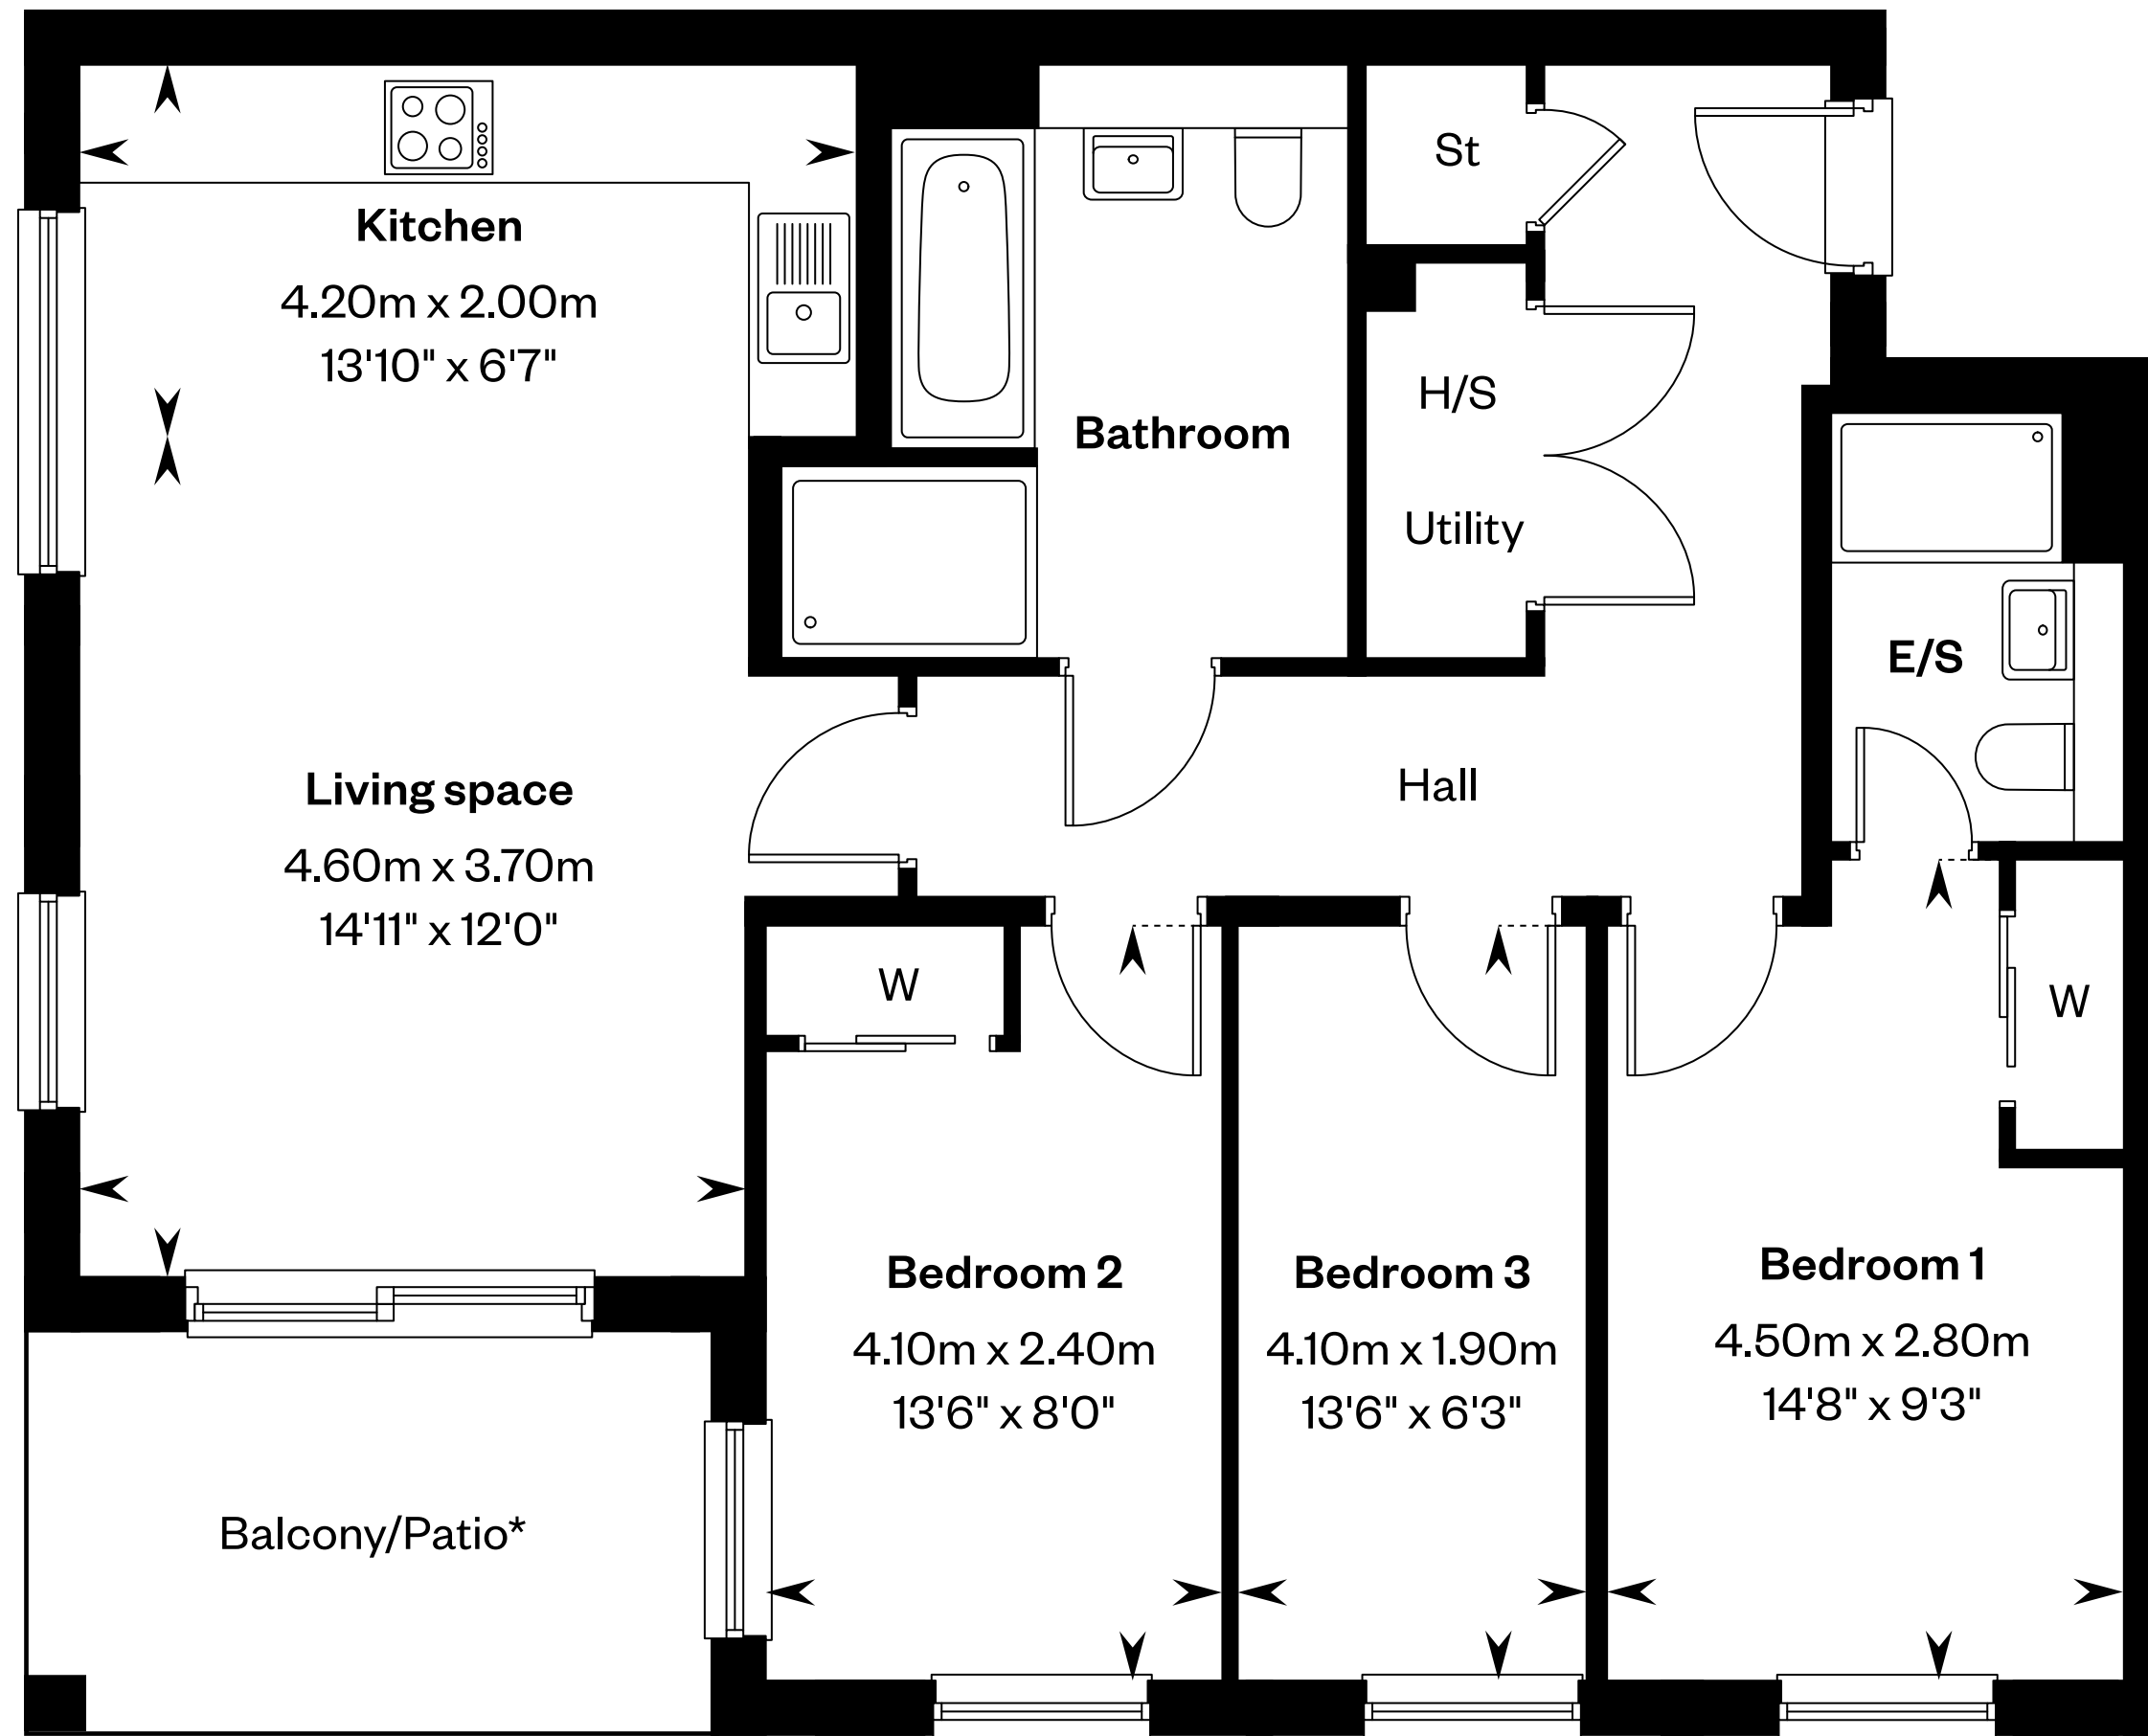 Kitchen
4.20m x 2.00m
13'10" x 6'7"
St
H/S
Utility
Bathroom
E/S
Living space
4.60m x 3.70m
14'11" x 12'0"
Hall
W
W
Bedroom 2
4.10m x 2.40m
13'6" x 8'0"
Bedroom 3
4.10m x 1.90m
13'6" x 6'3"
Bedroom 1
4.50m x 2.80m
14'8" x 9'3"
Balcony/Patio*